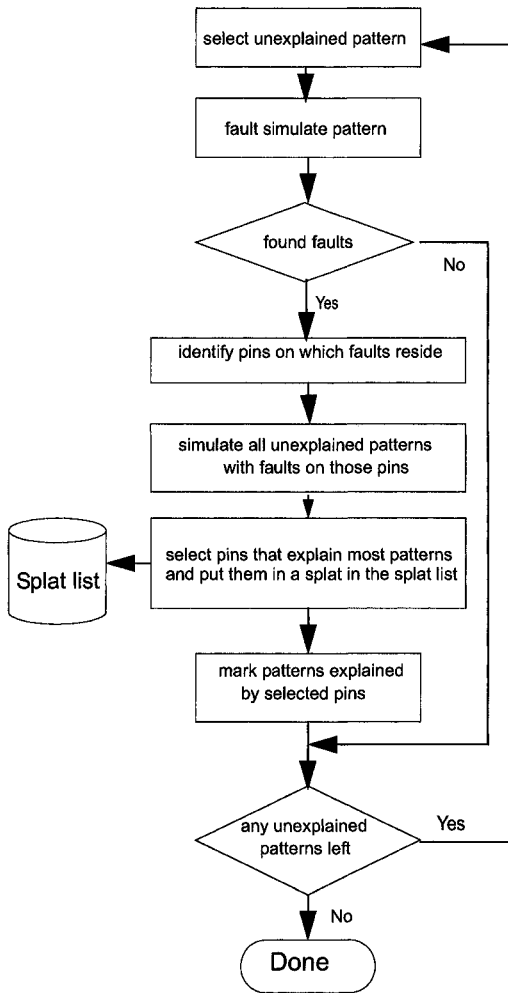 select unexplained pattern
fault simulate pattern
found faults
No
Yes
identify pins on which faults reside
simulate all unexplained patterns
with faults on those pins
Splat list
select pins that explain most patterns
and put them in a splat in the splat list
mark patterns explained
by selected pins
any unexplained
patterns left
Yes
No
Done